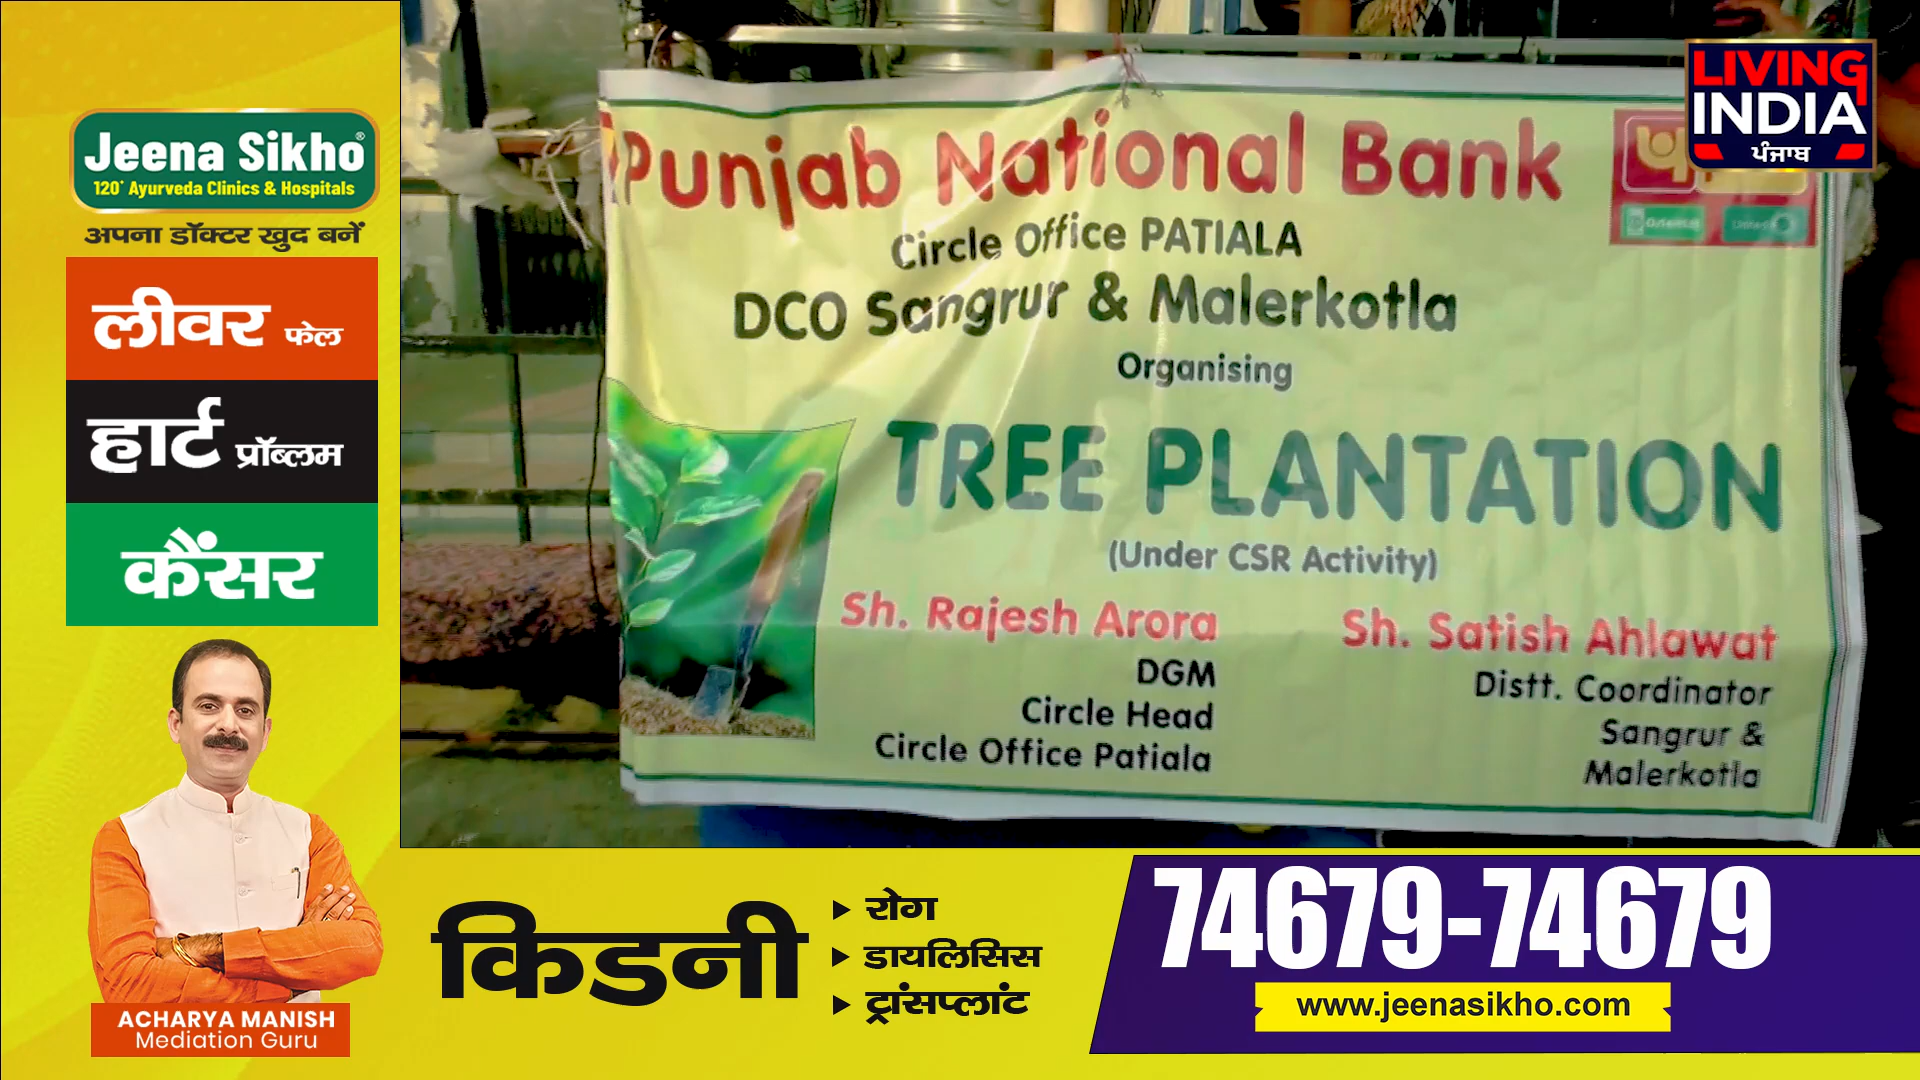 Jeena Sikho®
120+ Ayurveda Clinics & Hospitals
अपना डॉक्टर खुद बनें
लीवर फेल
हार्ट प्रॉब्लम
कैंसर
ACHARYA MANISH
Mediation Guru
LIVING
INDIA
ਪੰਜਾਬ
Punjab National Bank
Circle Office PATIALA
DCO Sangrur & Malerkotla
Organising
TREE PLANTATION
(Under CSR Activity)
Sh. Rajesh Arora
DGM
Circle Head
Circle Office Patiala
Sh. Satish Ahlawat
Distt. Coordinator
Sangrur &
Malerkotla
किडनी
रोग
डायलिसिस
ट्रांसप्लांट
74679-74679
www.jeenasikho.com